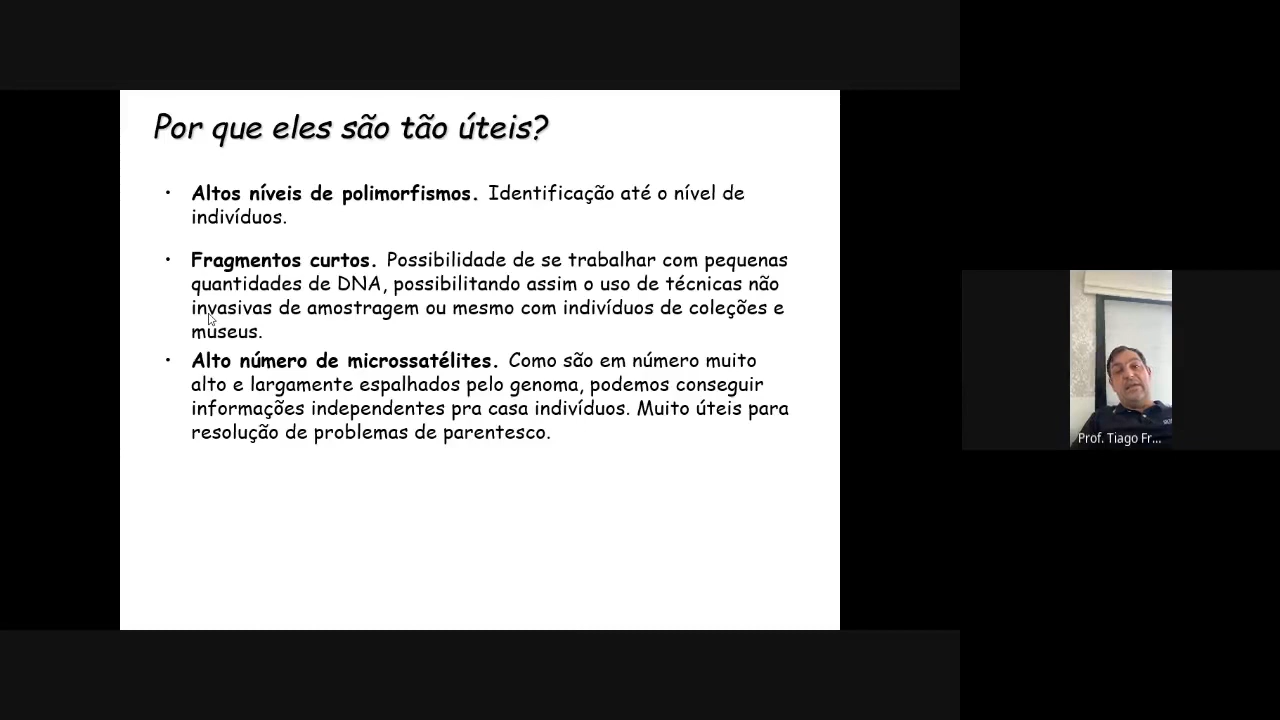 Por que eles são tão úteis?
• Altos níveis de polimorfismos. Identificação até o nível de
indivíduos.
• Fragmentos curtos. Possibilidade de se trabalhar com pequenas
quantidades de DNA, possibilitando assim o uso de técnicas não
invasivas de amostragem ou mesmo com indivíduos de coleções e
museus.
• Alto número de microssatélites. Como são em número muito
alto e largamente espalhados pelo genoma, podemos conseguir
informações independentes pra casa indivíduos. Muito úteis para
resolução de problemas de parentesco.
Prof. Tiago Fr...